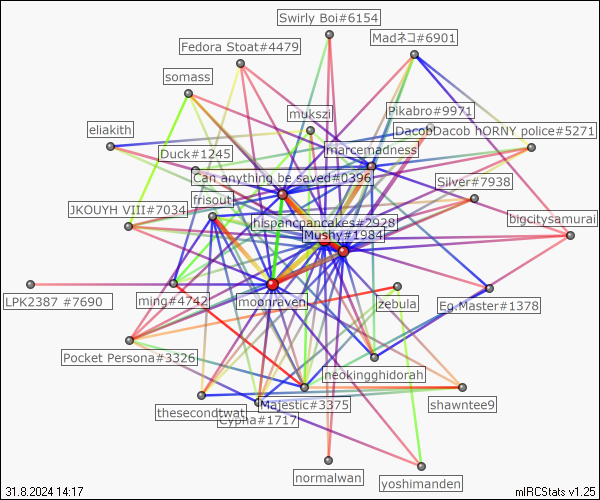 Swirly Boi#6154
Madネコ#6901
Fedora Stoat#4479
somass
mukszi
Pikabro#9971
eliakith
DacobDacob hORNY police#5271
marcemadness
Duck#1245
Can anything be saved#0396
Silver#7938
frisout
JKOUYH VIII#7034
hispancpancakes#2928
bigcitysamurai
Mushy#1984
LPK2387 #7690
ming#4742
moonraven
zebula
Eg.Master#1378
Pocket Persona#3326
neokingghidorah
thesecondtwat
Majestic#3375
shawntee9
Cypha#1717
normalwan
yoshimanden
31.8.2024 14:17
mIRCStats v1.25